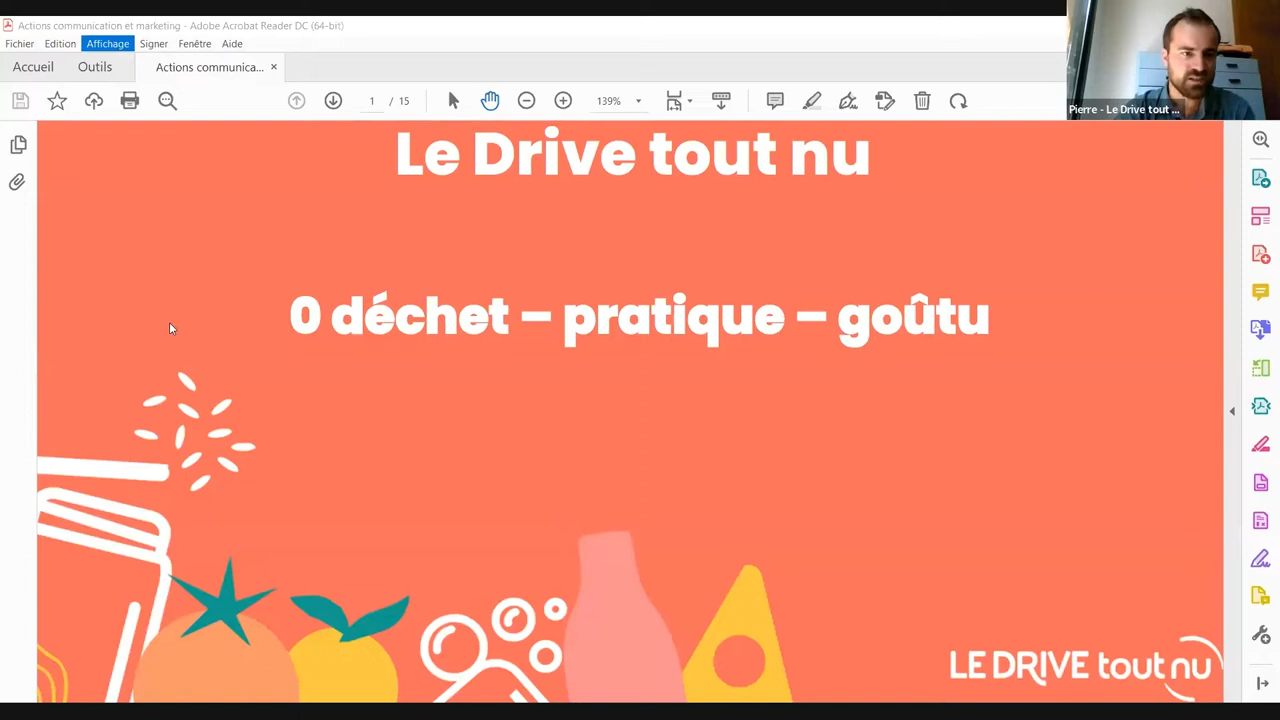 Actions communication et marketing - Adobe Acrobat Reader DC (64-bit)
Fichier Edition Affichage Signer Fenêtre Aide
Accueil Outils Actions communica... ×
1 / 15 139%
Pierre - Le Drive tout ...
Le Drive tout nu
0 déchet – pratique – goûtu
LE DRIVE tout nu